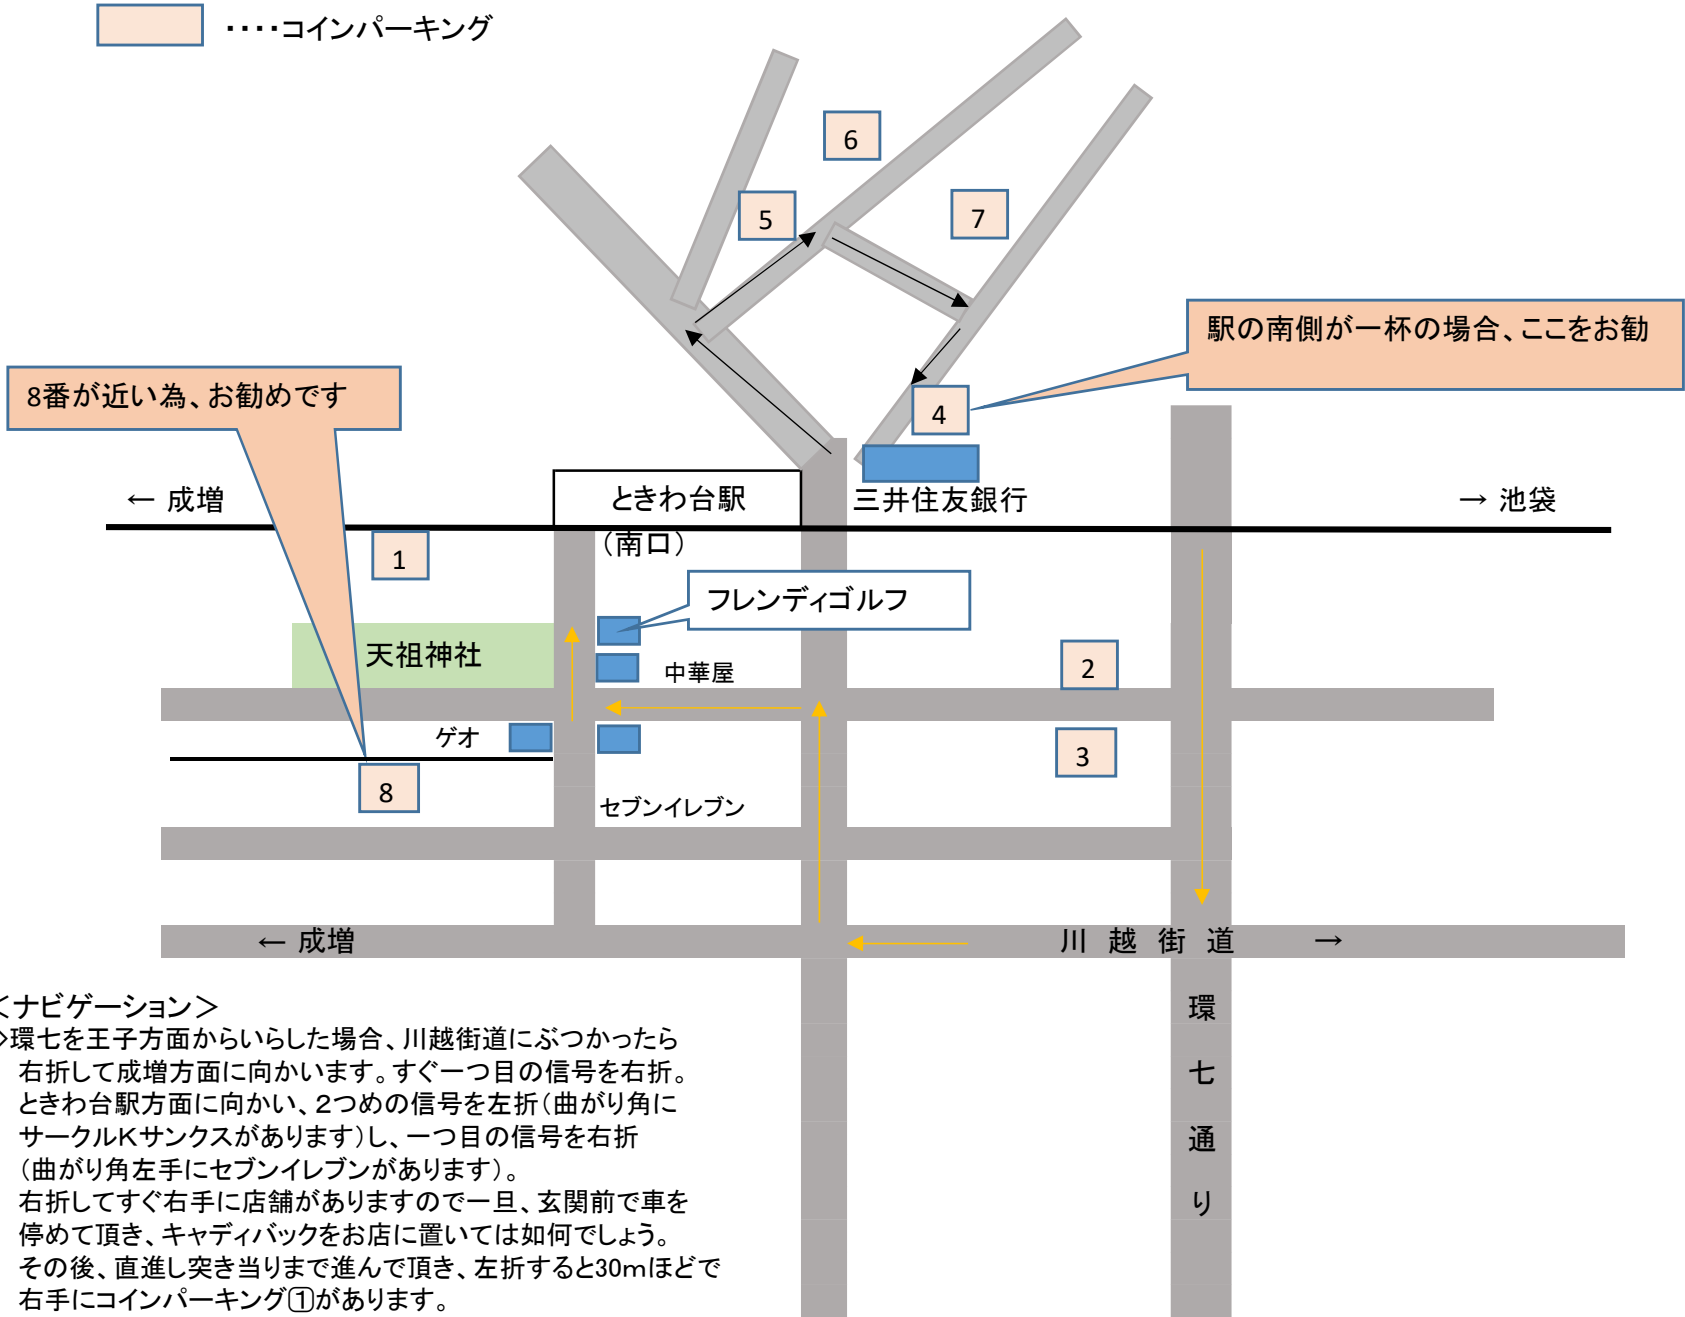 ････コインパーキング
6
5
7
駅の南側が一杯の場合、ここをお勧
8番が近い為、お勧めです
4
← 成増
ときわ台駅
三井住友銀行
→ 池袋
（南口）
1
フレンディゴルフ
天祖神社
中華屋
2
ゲオ
3
8
セブンイレブン
← 成増
川 越 街 道 →
環
七
通
り
＜ナビゲーション＞
◇環七を王子方面からいらした場合、川越街道にぶつかったら
右折して成増方面に向かいます。すぐ一つ目の信号を右折。
ときわ台駅方面に向かい、２つめの信号を左折（曲がり角に
サークルＫサンクスがあります）し、一つ目の信号を右折
（曲がり角左手にセブンイレブンがあります）。
右折してすぐ右手に店舗がありますので一旦、玄関前で車を
停めて頂き、キャディバックをお店に置いては如何でしょう。
その後、直進し突き当りまで進んで頂き、左折すると30ｍほどで
右手にコインパーキング①があります。